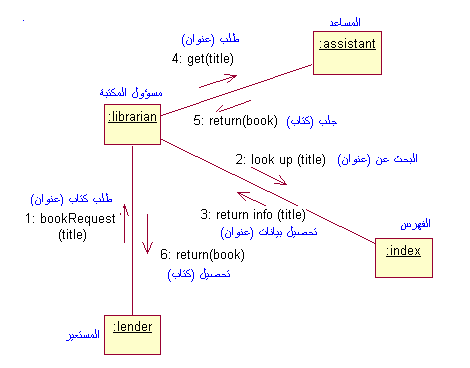 المساعد
:assistant
طلب (عنوان)
4: get(title)
مسؤول المكتبة
:librarian
5: return(book) جلب (كتاب)
2: look up (title) البحث عن (عنوان)
طلب كتاب (عنوان)
1: bookRequest
(title)
3: return info (title)
تحصيل بيانات (عنوان)
الفهرس
:index
6: return(book)
تحصيل (كتاب)
:lender
المستعير